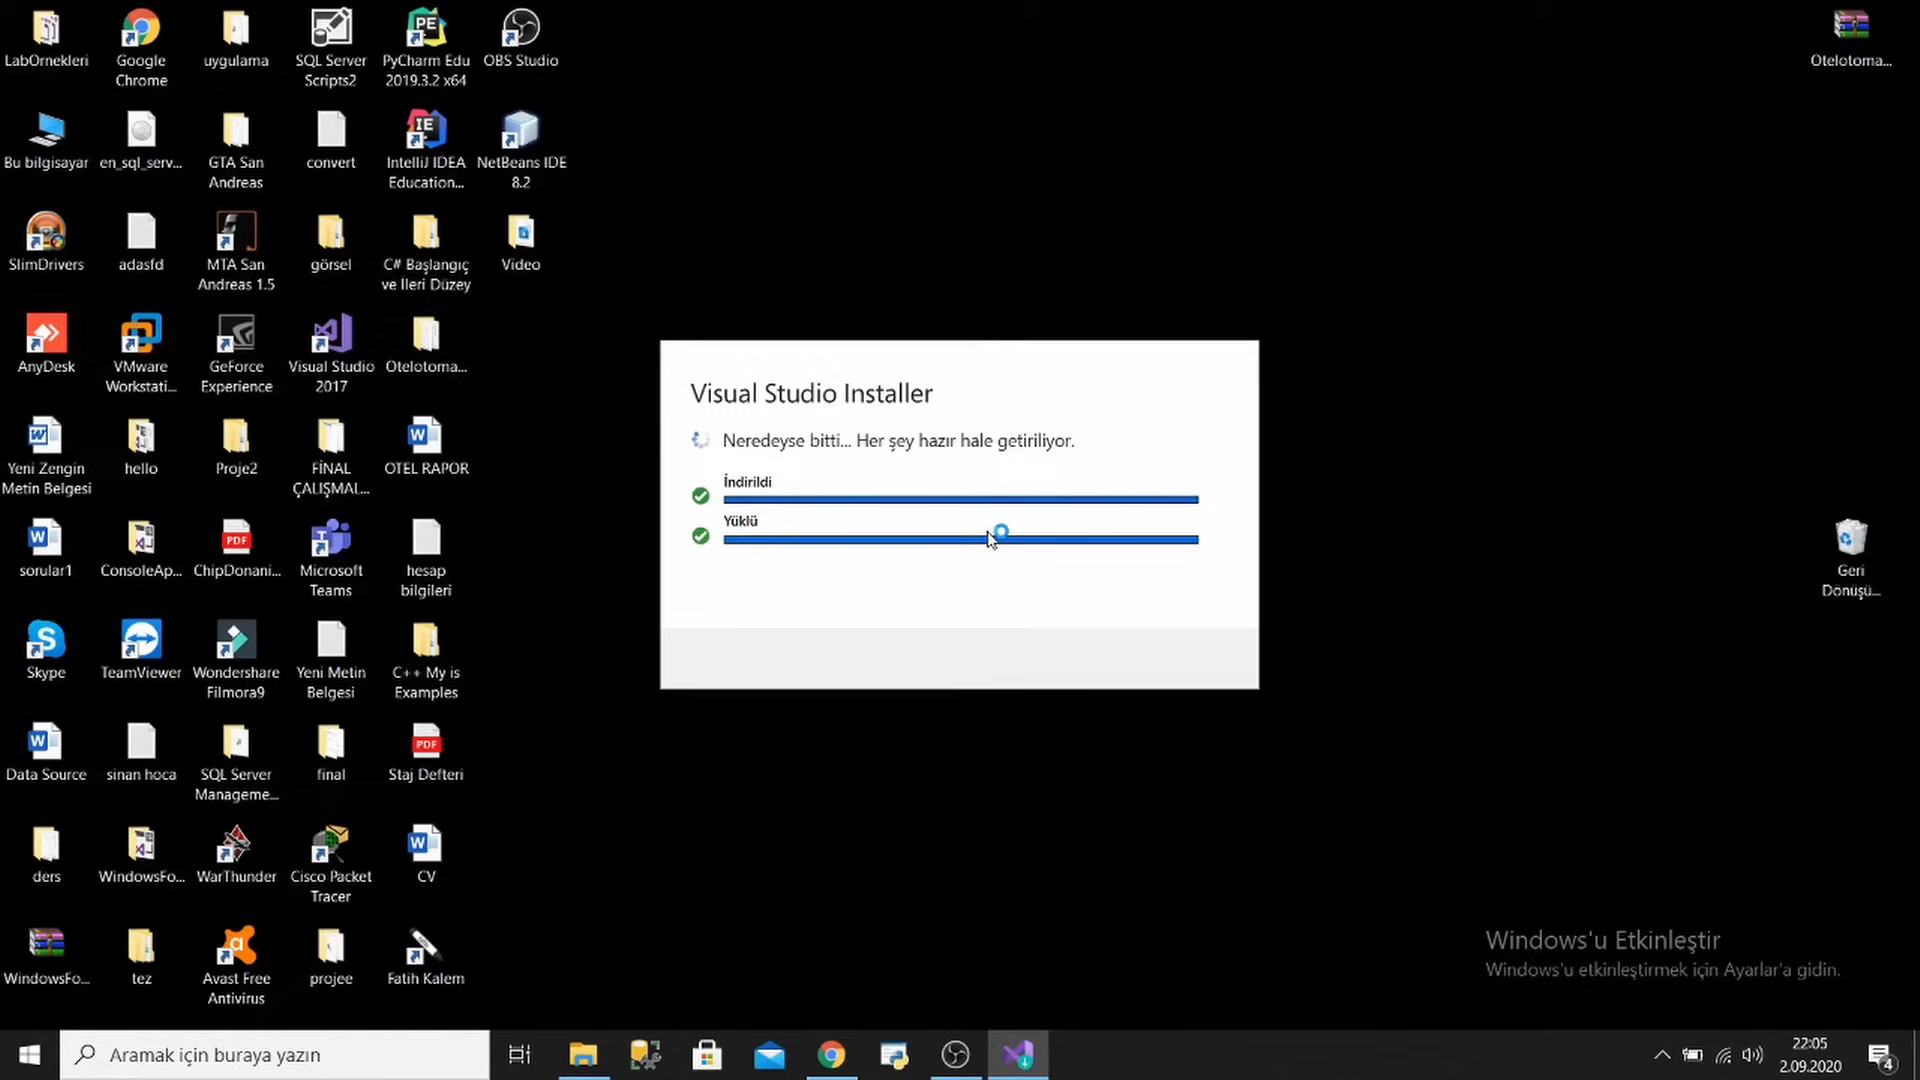 LabOrnekleri
Google
Chrome
uygulama
SQL Server
Scripts2
PyCharm Edu
2019.3.2 x64
OBS Studio
Otelotoma...
Bu bilgisayar
en_sql_serv...
GTA San
Andreas
convert
IntelliJ IDEA
Education...
NetBeans IDE
8.2
SlimDrivers
adasfd
MTA San
Andreas 1.5
görsel
C# Başlangıç
ve İleri Düzey
Video
AnyDesk
VMware
Workstati...
GeForce
Experience
Visual Studio
2017
Otelotoma...
Yeni Zengin
Metin Belgesi
hello
Proje2
FİNAL
ÇALIŞMAL...
OTEL RAPOR
sorular1
ConsoleAp...
ChipDonani...
Microsoft
Teams
hesap
bilgileri
Geri
Dönüşü...
Skype
TeamViewer
Wondershare
Filmora9
Yeni Metin
Belgesi
C++ My is
Examples
Data Source
sinan hoca
SQL Server
Manageme...
final
Staj Defteri
ders
WindowsFo...
WarThunder
Cisco Packet
Tracer
CV
WindowsFo...
tez
Avast Free
Antivirus
projee
Fatih Kalem
Visual Studio Installer
Neredeyse bitti... Her şey hazır hale getiriliyor.
İndirildi
Yüklü
Windows'u Etkinleştir
Windows'u etkinleştirmek için Ayarlar'a gidin.
Aramak için buraya yazın
22:05
2.09.2020
4